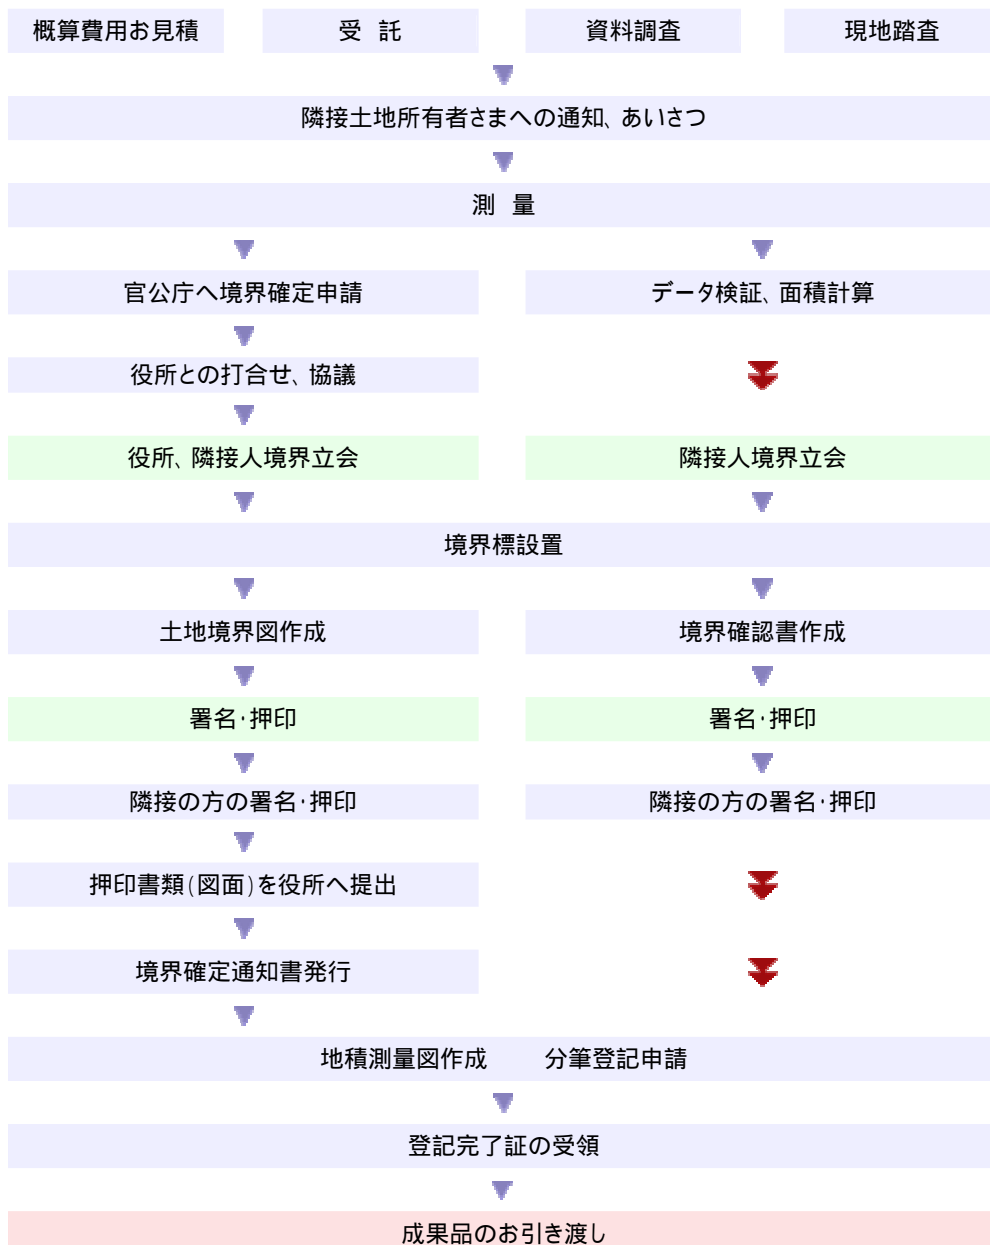 概算費用お見積 受 託 資料調査 現地踏査
隣接土地所有者さまへの通知、あいさつ
測 量
官公庁へ境界確定申請 データ検証、面積計算
役所との打合せ、協議
役所、隣接人境界立会 隣接人境界立会
境界標設置
土地境界図作成 境界確認書作成
署名・押印 署名・押印
隣接の方の署名・押印 隣接の方の署名・押印
押印書類(図面)を役所へ提出
境界確定通知書発行
地積測量図作成 分筆登記申請
登記完了証の受領
成果品のお引き渡し